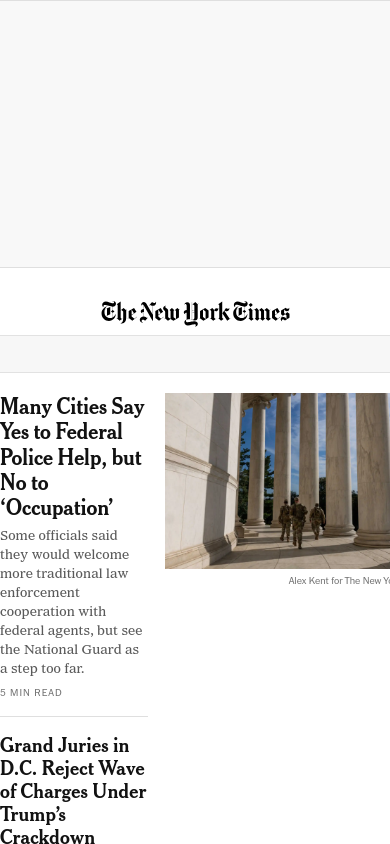 The New York Times
Many Cities Say
Yes to Federal
Police Help, but
No to
‘Occupation’
Some officials said
they would welcome
more traditional law
enforcement
cooperation with
federal agents, but see
the National Guard as
a step too far.
5 MIN READ
Alex Kent for The New Yo
Grand Juries in
D.C. Reject Wave
of Charges Under
Trump’s
Crackdown